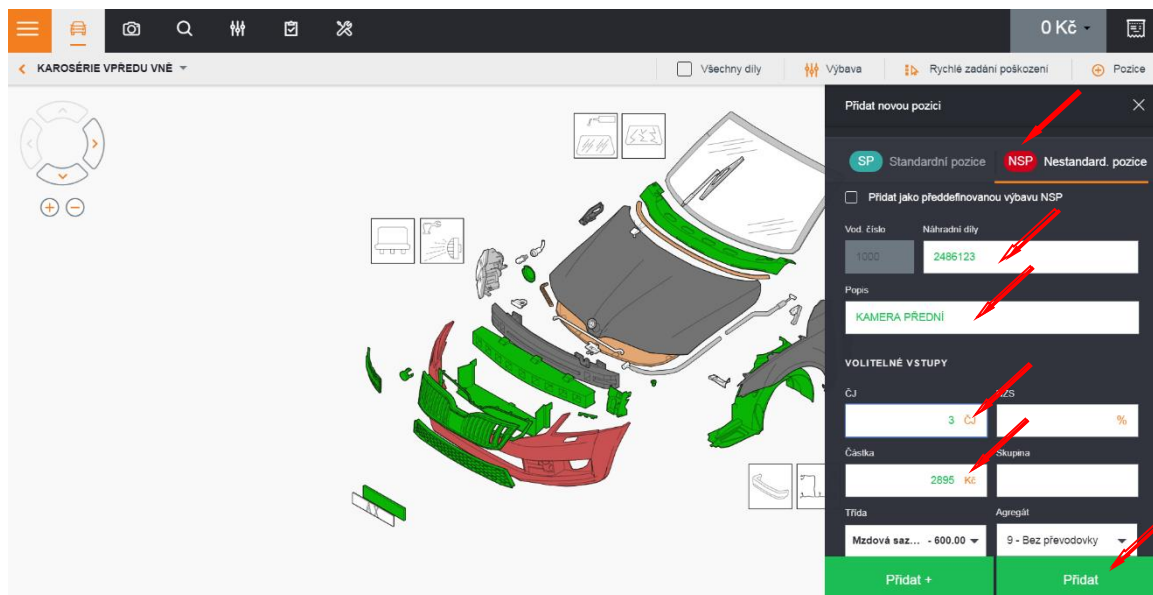 0 Kč
KAROSÉRIE VPŘEDU VNĚ
Všechny díly
Výbava
Rychlé zadání poškození
Pozice
Přidat novou pozici
SP Standardní pozice
NSP Nestandard. pozice
Přidat jako předdefinovanou výbavu NSP
Vod. číslo
Náhradní díly
1000
2486123
Popis
KAMERA PŘEDNÍ
VOLITELNÉ VSTUPY
ČJ
3 ČJ
%
Částka
Skupina
2895 Kč
Třída
Agregát
Mzdová saz... - 600.00
9 - Bez převodovky
Přidat +
Přidat